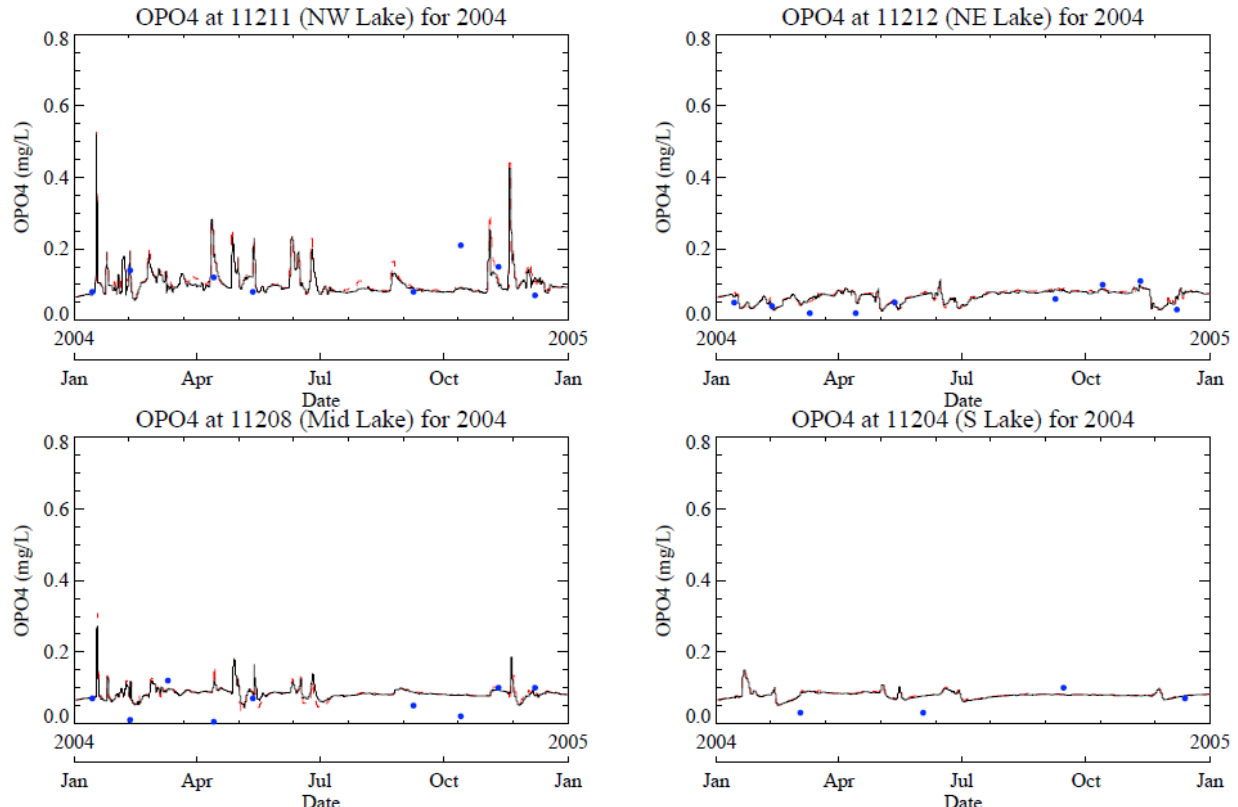 OPO4 at 11211 (NW Lake) for 2004
OPO4 (mg/L)
0.8
0.6
0.4
0.2
0.0
2004 2005
Jan Apr Jul Oct Jan
Date
OPO4 at 11212 (NE Lake) for 2004
OPO4 (mg/L)
0.8
0.6
0.4
0.2
0.0
2004 2005
Jan Apr Jul Oct Jan
Date
OPO4 at 11208 (Mid Lake) for 2004
OPO4 (mg/L)
0.8
0.6
0.4
0.2
0.0
2004 2005
Jan Apr Jul Oct Jan
Date
OPO4 at 11204 (S Lake) for 2004
OPO4 (mg/L)
0.8
0.6
0.4
0.2
0.0
2004 2005
Jan Apr Jul Oct Jan
Date